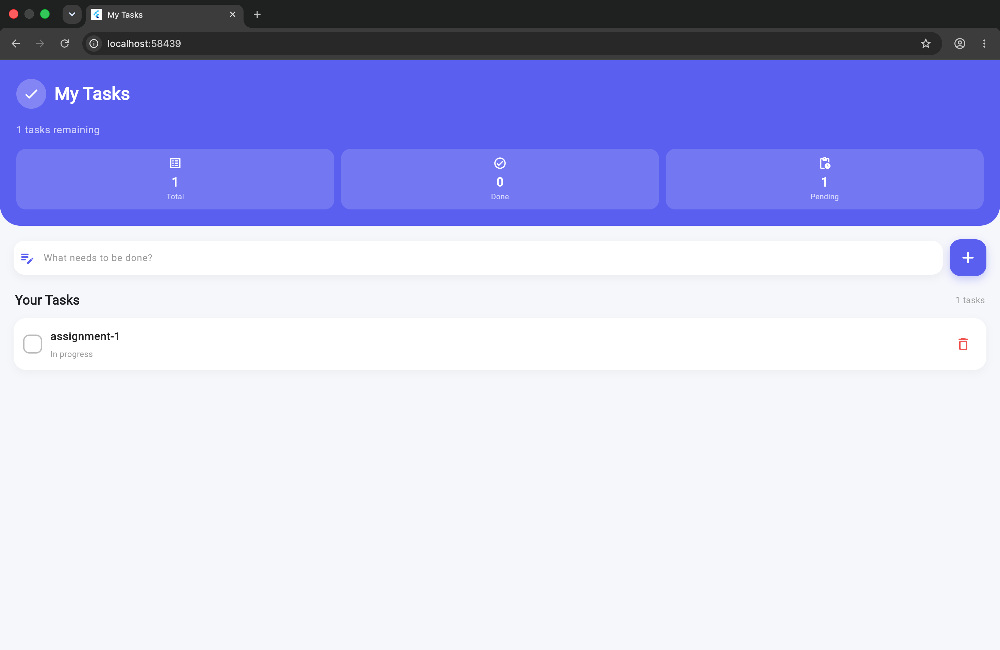 My Tasks
localhost:58439
My Tasks
1 tasks remaining
1
Total
0
Done
1
Pending
What needs to be done?
Your Tasks
1 tasks
assignment-1
In progress